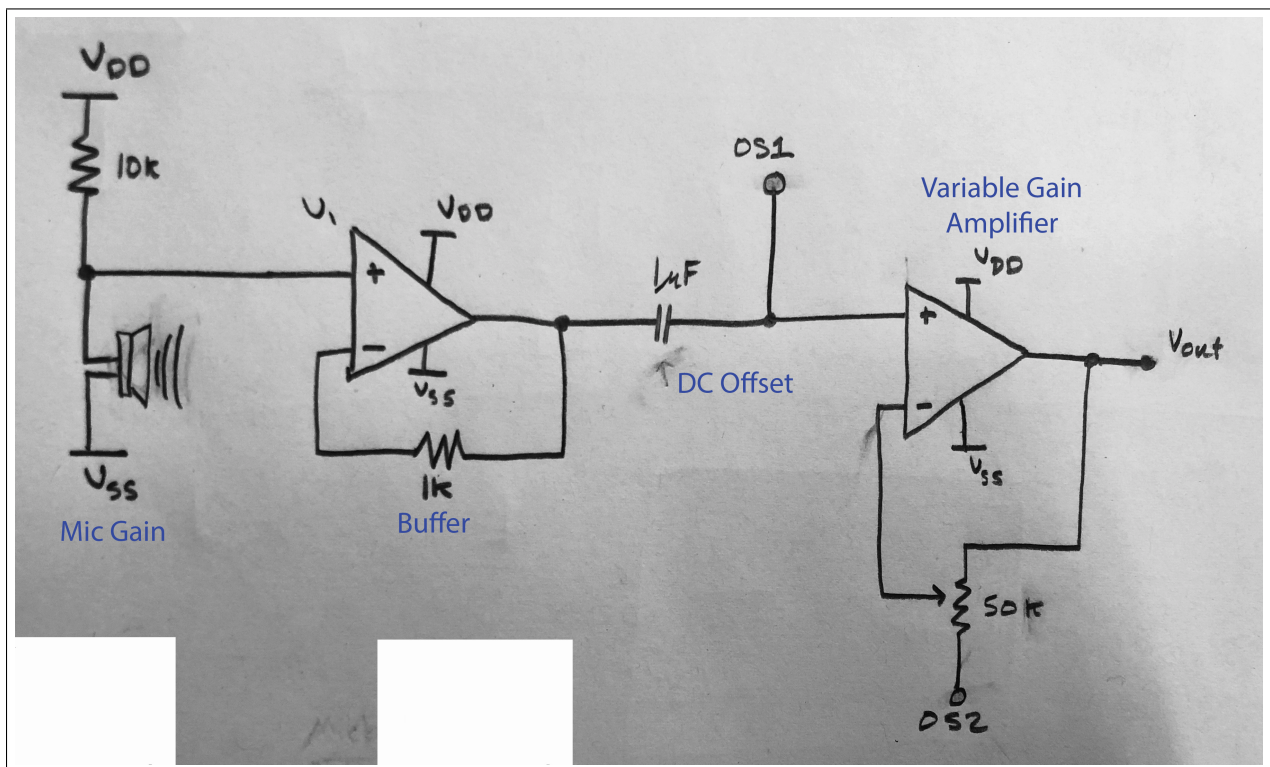 VDD
10K
VSS
Mic Gain
U1
VDD
+
-
VSS
1K
Buffer
1µF
DC Offset
OS1
Variable Gain
Amplifier
VDD
+
-
VSS
Vout
50K
OS2